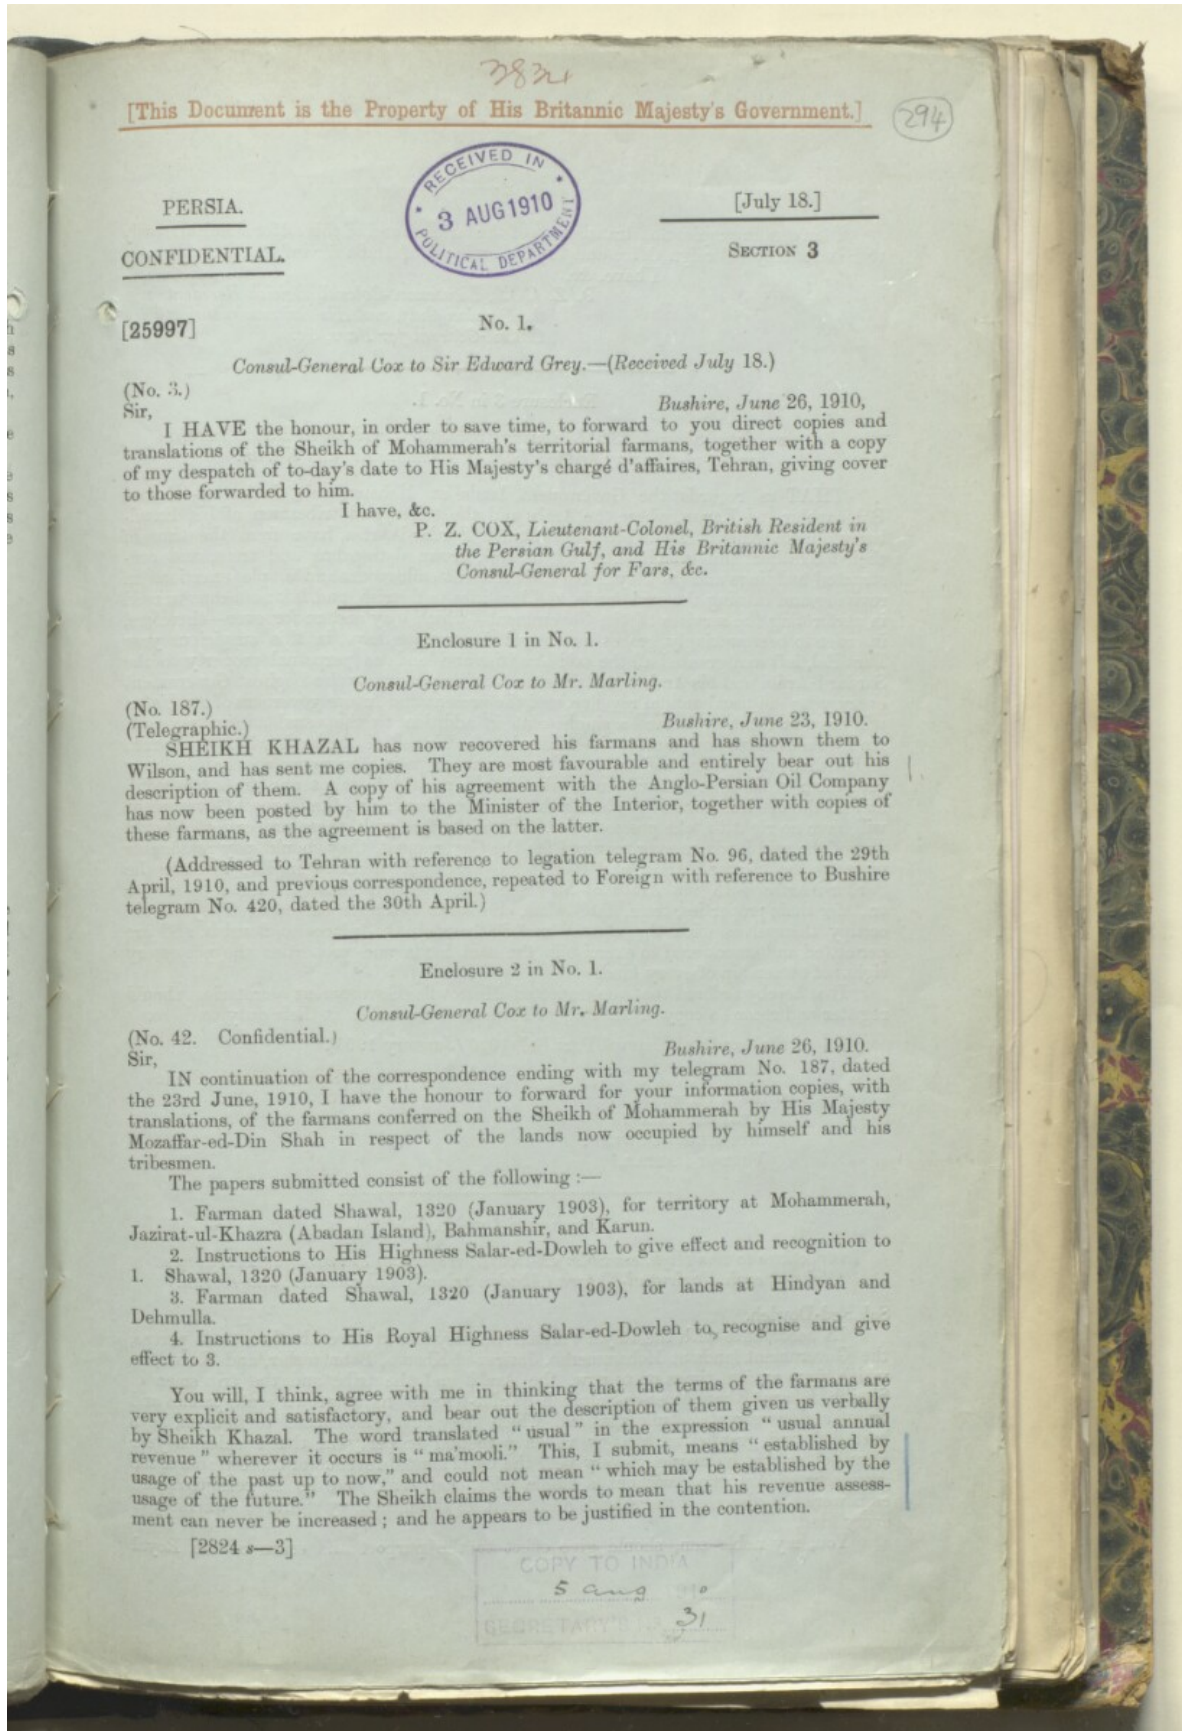 [This Document is the Property of His Britannic Majesty's Government.]
294
RECEIVED IN
3 AUG 1910
POLITICAL DEPARTMENT
PERSIA.
[July 18.]
CONFIDENTIAL.
SECTION 3
[25997]
No. 1.
Consul-General Cox to Sir Edward Grey.—(Received July 18.)
(No. 3.)
Sir,
Bushire, June 26, 1910,
I HAVE the honour, in order to save time, to forward to you direct copies and
translations of the Sheikh of Mohammerah's territorial farmans, together with a copy
of my despatch of to-day's date to His Majesty's chargé d'affaires, Tehran, giving cover
to those forwarded to him.
I have, &c.
P. Z. COX, Lieutenant-Colonel, British Resident in
the Persian Gulf, and His Britannic Majesty's
Consul-General for Fars, &c.
Enclosure 1 in No. 1.
Consul-General Cox to Mr. Marling.
(No. 187.)
(Telegraphic.)
Bushire, June 23, 1910.
SHEIKH KHAZAL has now recovered his farmans and has shown them to
Wilson, and has sent me copies. They are most favourable and entirely bear out his
description of them. A copy of his agreement with the Anglo-Persian Oil Company
has now been posted by him to the Minister of the Interior, together with copies of
these farmans, as the agreement is based on the latter.
(Addressed to Tehran with reference to legation telegram No. 96, dated the 29th
April, 1910, and previous correspondence, repeated to Foreign with reference to Bushire
telegram No. 420, dated the 30th April.)
Enclosure 2 in No. 1.
Consul-General Cox to Mr. Marling.
(No. 42. Confidential.)
Sir,
Bushire, June 26, 1910.
IN continuation of the correspondence ending with my telegram No. 187, dated
the 23rd June, 1910, I have the honour to forward for your information copies, with
translations, of the farmans conferred on the Sheikh of Mohammerah by His Majesty
Mozaffar-ed-Din Shah in respect of the lands now occupied by himself and his
tribesmen.
The papers submitted consist of the following :—
1. Farman dated Shawal, 1320 (January 1903), for territory at Mohammerah,
Jazirat-ul-Khazra (Abadan Island), Bahmanshir, and Karun.
2. Instructions to His Highness Salar-ed-Dowleh to give effect and recognition to
1. Shawal, 1320 (January 1903).
3. Farman dated Shawal, 1320 (January 1903), for lands at Hindyan and
Dehmulla.
4. Instructions to His Royal Highness Salar-ed-Dowleh to, recognise and give
effect to 3.
You will, I think, agree with me in thinking that the terms of the farmans are
very explicit and satisfactory, and bear out the description of them given us verbally
by Sheikh Khazal. The word translated "usual" in the expression "usual annual
revenue" wherever it occurs is "ma'mooli." This, I submit, means "established by
usage of the past up to now," and could not mean "which may be established by the
usage of the future." The Sheikh claims the words to mean that his revenue assess-
ment can never be increased ; and he appears to be justified in the contention.
[2824 s—3]
COPY TO INDIA
5 aug
SECRETARY'S
31